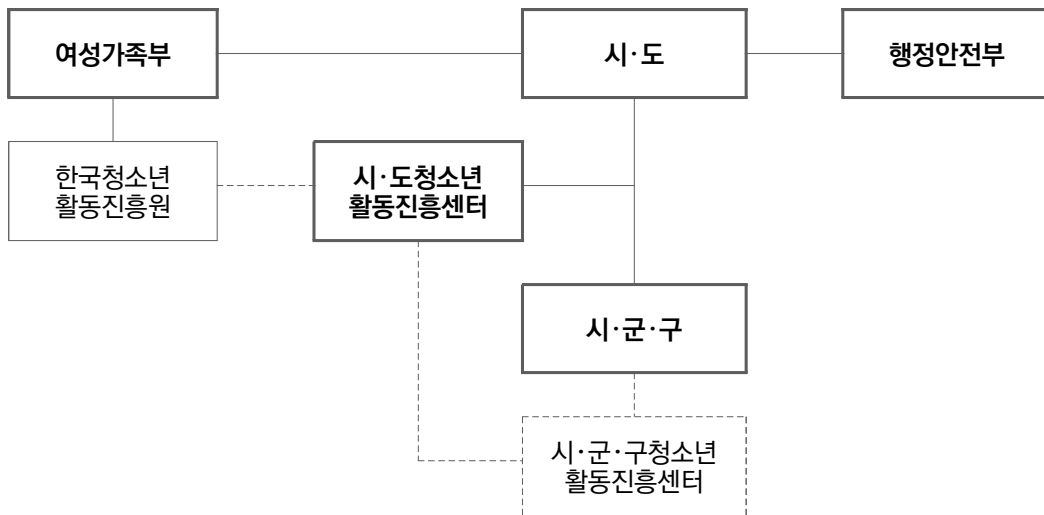 여성가족부
시·도
행정안전부
한국청소년
활동진흥원
시·도청소년
활동진흥센터
시·군·구
시·군·구청소년
활동진흥센터